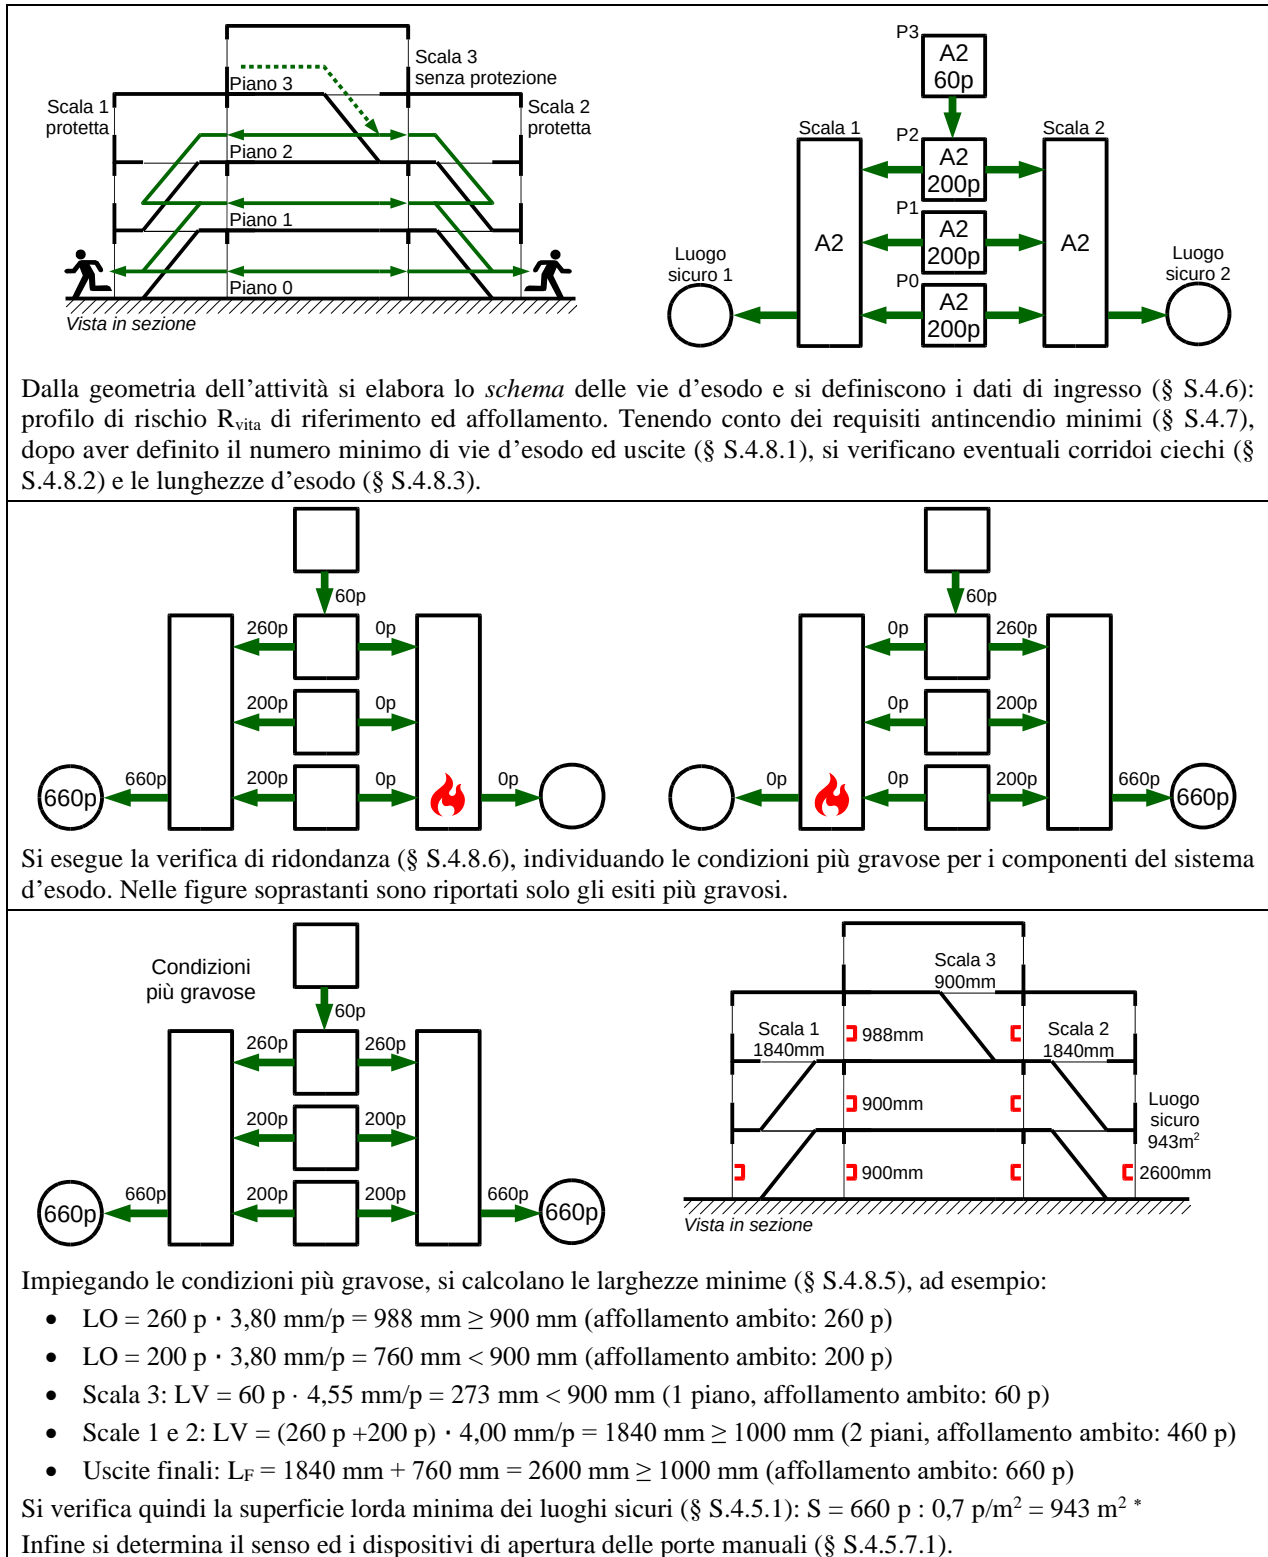 Scala 3
senza protezione
Piano 3
Scala 1
protetta
Scala 2
protetta
Piano 2
Piano 1
Piano 0
Vista in sezione
P3
A2
60p
Scala 1
P2
Scala 2
A2
200p
P1
A2
200p
A2
A2
Luogo
sicuro 1
P0
A2
200p
Luogo
sicuro 2
Dalla geometria dell'attività si elabora lo schema delle vie d'esodo e si definiscono i dati di ingresso (§ S.4.6):
profilo di rischio Rvita di riferimento ed affollamento. Tenendo conto dei requisiti antincendio minimi (§ S.4.7),
dopo aver definito il numero minimo di vie d'esodo ed uscite (§ S.4.8.1), si verificano eventuali corridoi ciechi (§
S.4.8.2) e le lunghezze d'esodo (§ S.4.8.3).
60p
260p 0p
200p 0p
660p 200p 0p 0p
660p
60p
0p 260p
0p 200p
0p 0p 200p 660p
660p
Si esegue la verifica di ridondanza (§ S.4.8.6), individuando le condizioni più gravose per i componenti del sistema
d'esodo. Nelle figure soprastanti sono riportati solo gli esiti più gravosi.
Condizioni
più gravose
60p
260p 260p
200p 200p
660p 200p 200p 660p
660p 660p
Scala 3
900mm
Scala 1
1840mm
988mm
Scala 2
1840mm
900mm
Luogo
sicuro
943m²
900mm
2600mm
Vista in sezione
Impiegando le condizioni più gravose, si calcolano le larghezze minime (§ S.4.8.5), ad esempio:
• LO = 260 p · 3,80 mm/p = 988 mm ≥ 900 mm (affollamento ambito: 260 p)
• LO = 200 p · 3,80 mm/p = 760 mm < 900 mm (affollamento ambito: 200 p)
• Scala 3: LV = 60 p · 4,55 mm/p = 273 mm < 900 mm (1 piano, affollamento ambito: 60 p)
• Scale 1 e 2: LV = (260 p +200 p) · 4,00 mm/p = 1840 mm ≥ 1000 mm (2 piani, affollamento ambito: 460 p)
• Uscite finali: LF = 1840 mm + 760 mm = 2600 mm ≥ 1000 mm (affollamento ambito: 660 p)
Si verifica quindi la superficie lorda minima dei luoghi sicuri (§ S.4.5.1): S = 660 p : 0,7 p/m² = 943 m² *
Infine si determina il senso ed i dispositivi di apertura delle porte manuali (§ S.4.5.7.1).